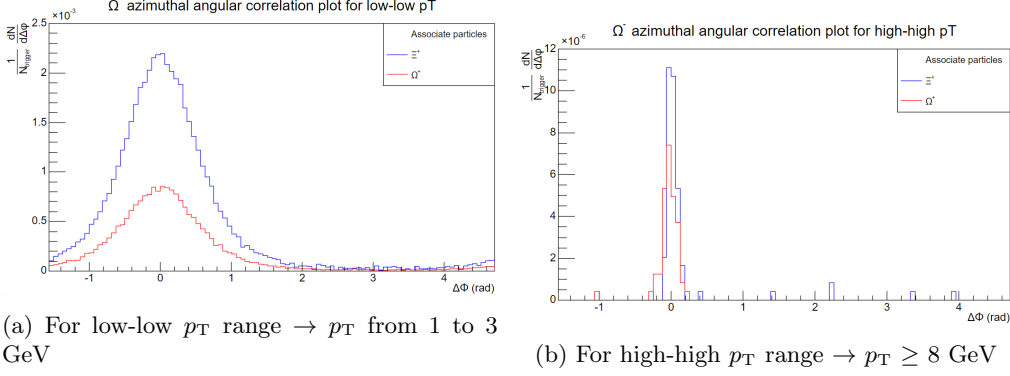 Ω azimuthal angular correlation plot for low-low pT
×10⁻³
1/N_trigger dN/dΔφ
Associate particles
Ξ⁺
Ω⁺
2.5
2
1.5
1
0.5
0
-1 0 1 2 3 4
ΔΦ (rad)
(a) For low-low p_T range → p_T from 1 to 3
GeV
Ω⁻ azimuthal angular correlation plot for high-high pT
×10⁻⁶
1/N_trigger dN/dΔφ
Associate particles
Ξ⁺
Ω⁺
12
10
8
6
4
2
0
-1 0 1 2 3 4
ΔΦ (rad)
(b) For high-high p_T range → p_T ≥ 8 GeV